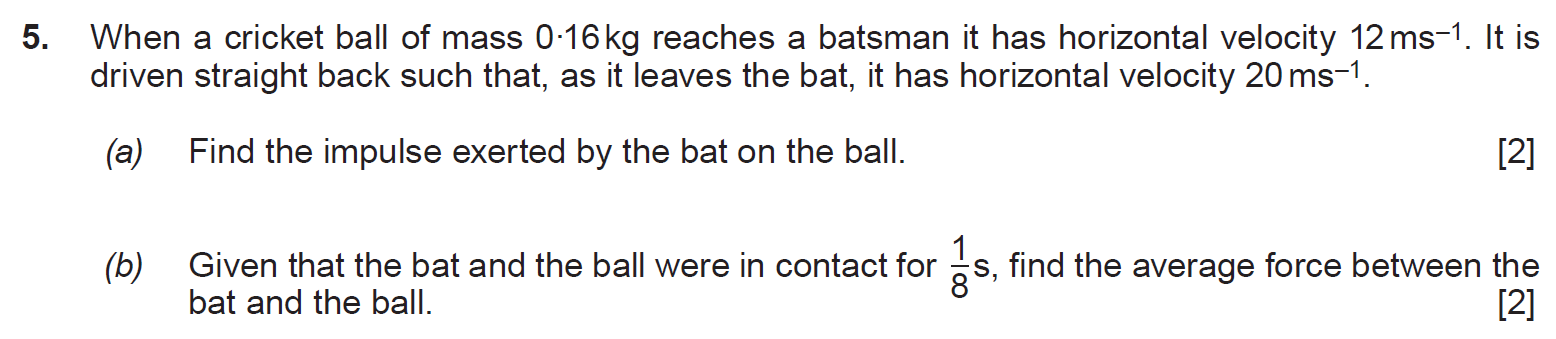 5. When a cricket ball of mass 0·16 kg reaches a batsman it has horizontal velocity 12 ms⁻¹. It is
driven straight back such that, as it leaves the bat, it has horizontal velocity 20 ms⁻¹.
(a) Find the impulse exerted by the bat on the ball. [2]
(b) Given that the bat and the ball were in contact for 1/8 s, find the average force between the
bat and the ball. [2]